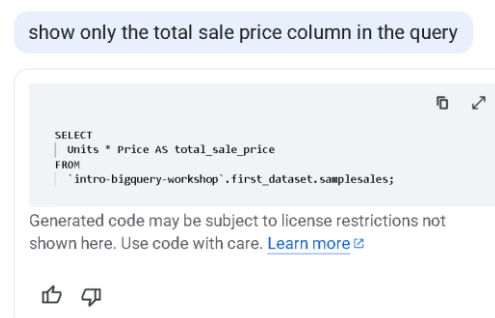 show only the total sale price column in the query
SELECT
Units * Price AS total_sale_price
FROM
`intro-bigquery-workshop`.first_dataset.samplesales;
Generated code may be subject to license restrictions not
shown here. Use code with care. Learn more